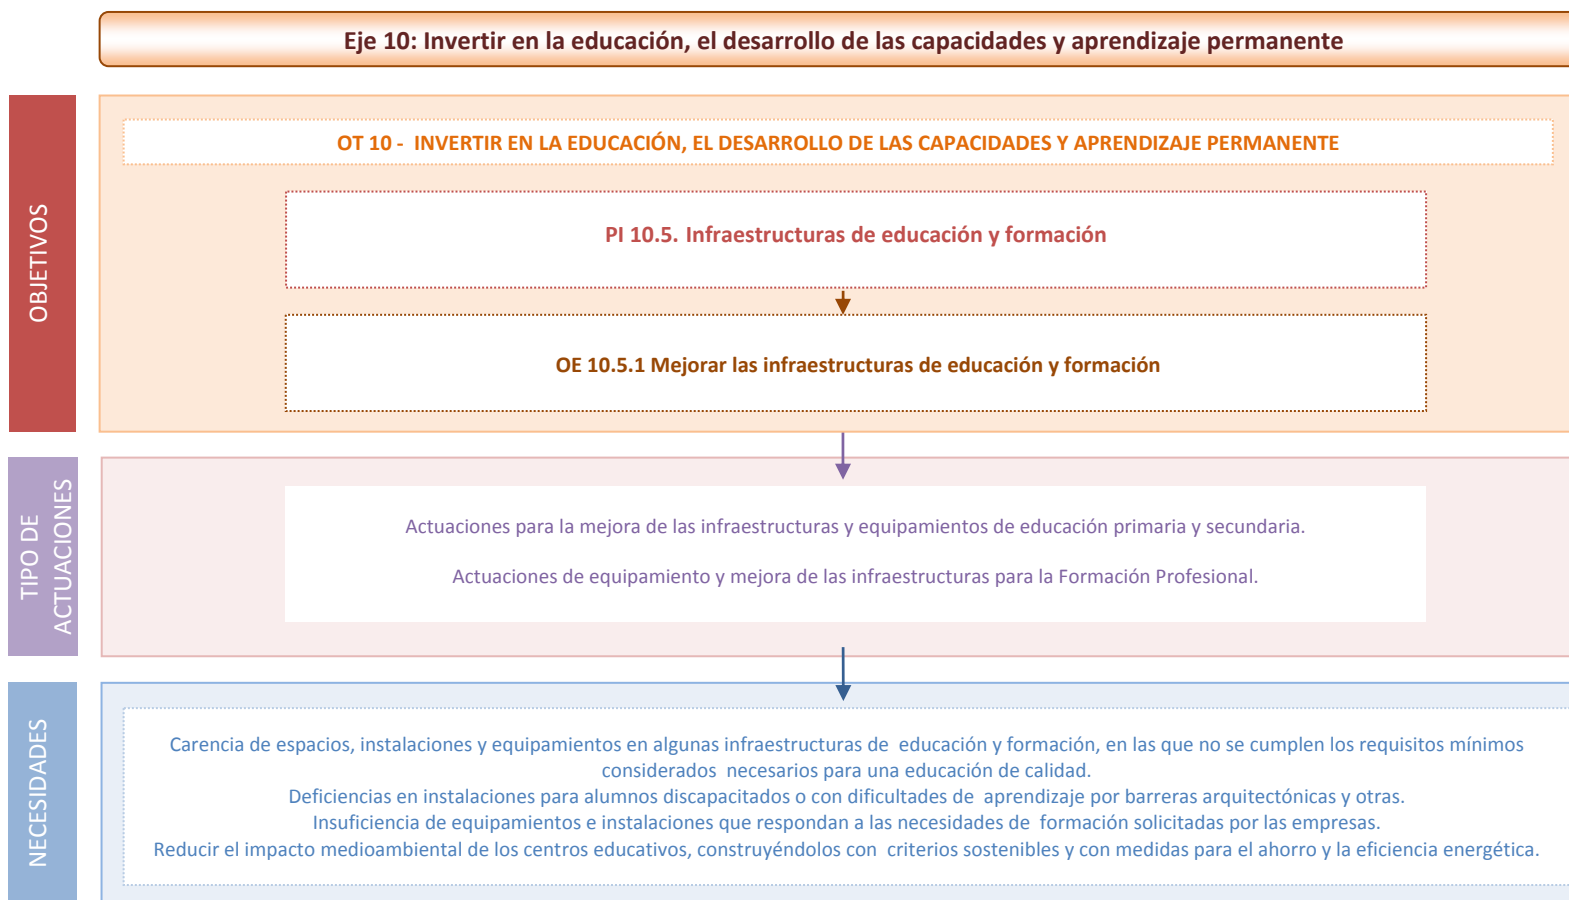 Eje 10: Invertir en la educación, el desarrollo de las capacidades y aprendizaje permanente
OBJETIVOS
OT 10 - INVERTIR EN LA EDUCACIÓN, EL DESARROLLO DE LAS CAPACIDADES Y APRENDIZAJE PERMANENTE
PI 10.5. Infraestructuras de educación y formación
OE 10.5.1 Mejorar las infraestructuras de educación y formación
TIPO DE
ACTUACIONES
Actuaciones para la mejora de las infraestructuras y equipamientos de educación primaria y secundaria.
Actuaciones de equipamiento y mejora de las infraestructuras para la Formación Profesional.
NECESIDADES
Carencia de espacios, instalaciones y equipamientos en algunas infraestructuras de educación y formación, en las que no se cumplen los requisitos mínimos
considerados necesarios para una educación de calidad.
Deficiencias en instalaciones para alumnos discapacitados o con dificultades de aprendizaje por barreras arquitectónicas y otras.
Insuficiencia de equipamientos e instalaciones que respondan a las necesidades de formación solicitadas por las empresas.
Reducir el impacto medioambiental de los centros educativos, construyéndolos con criterios sostenibles y con medidas para el ahorro y la eficiencia energética.